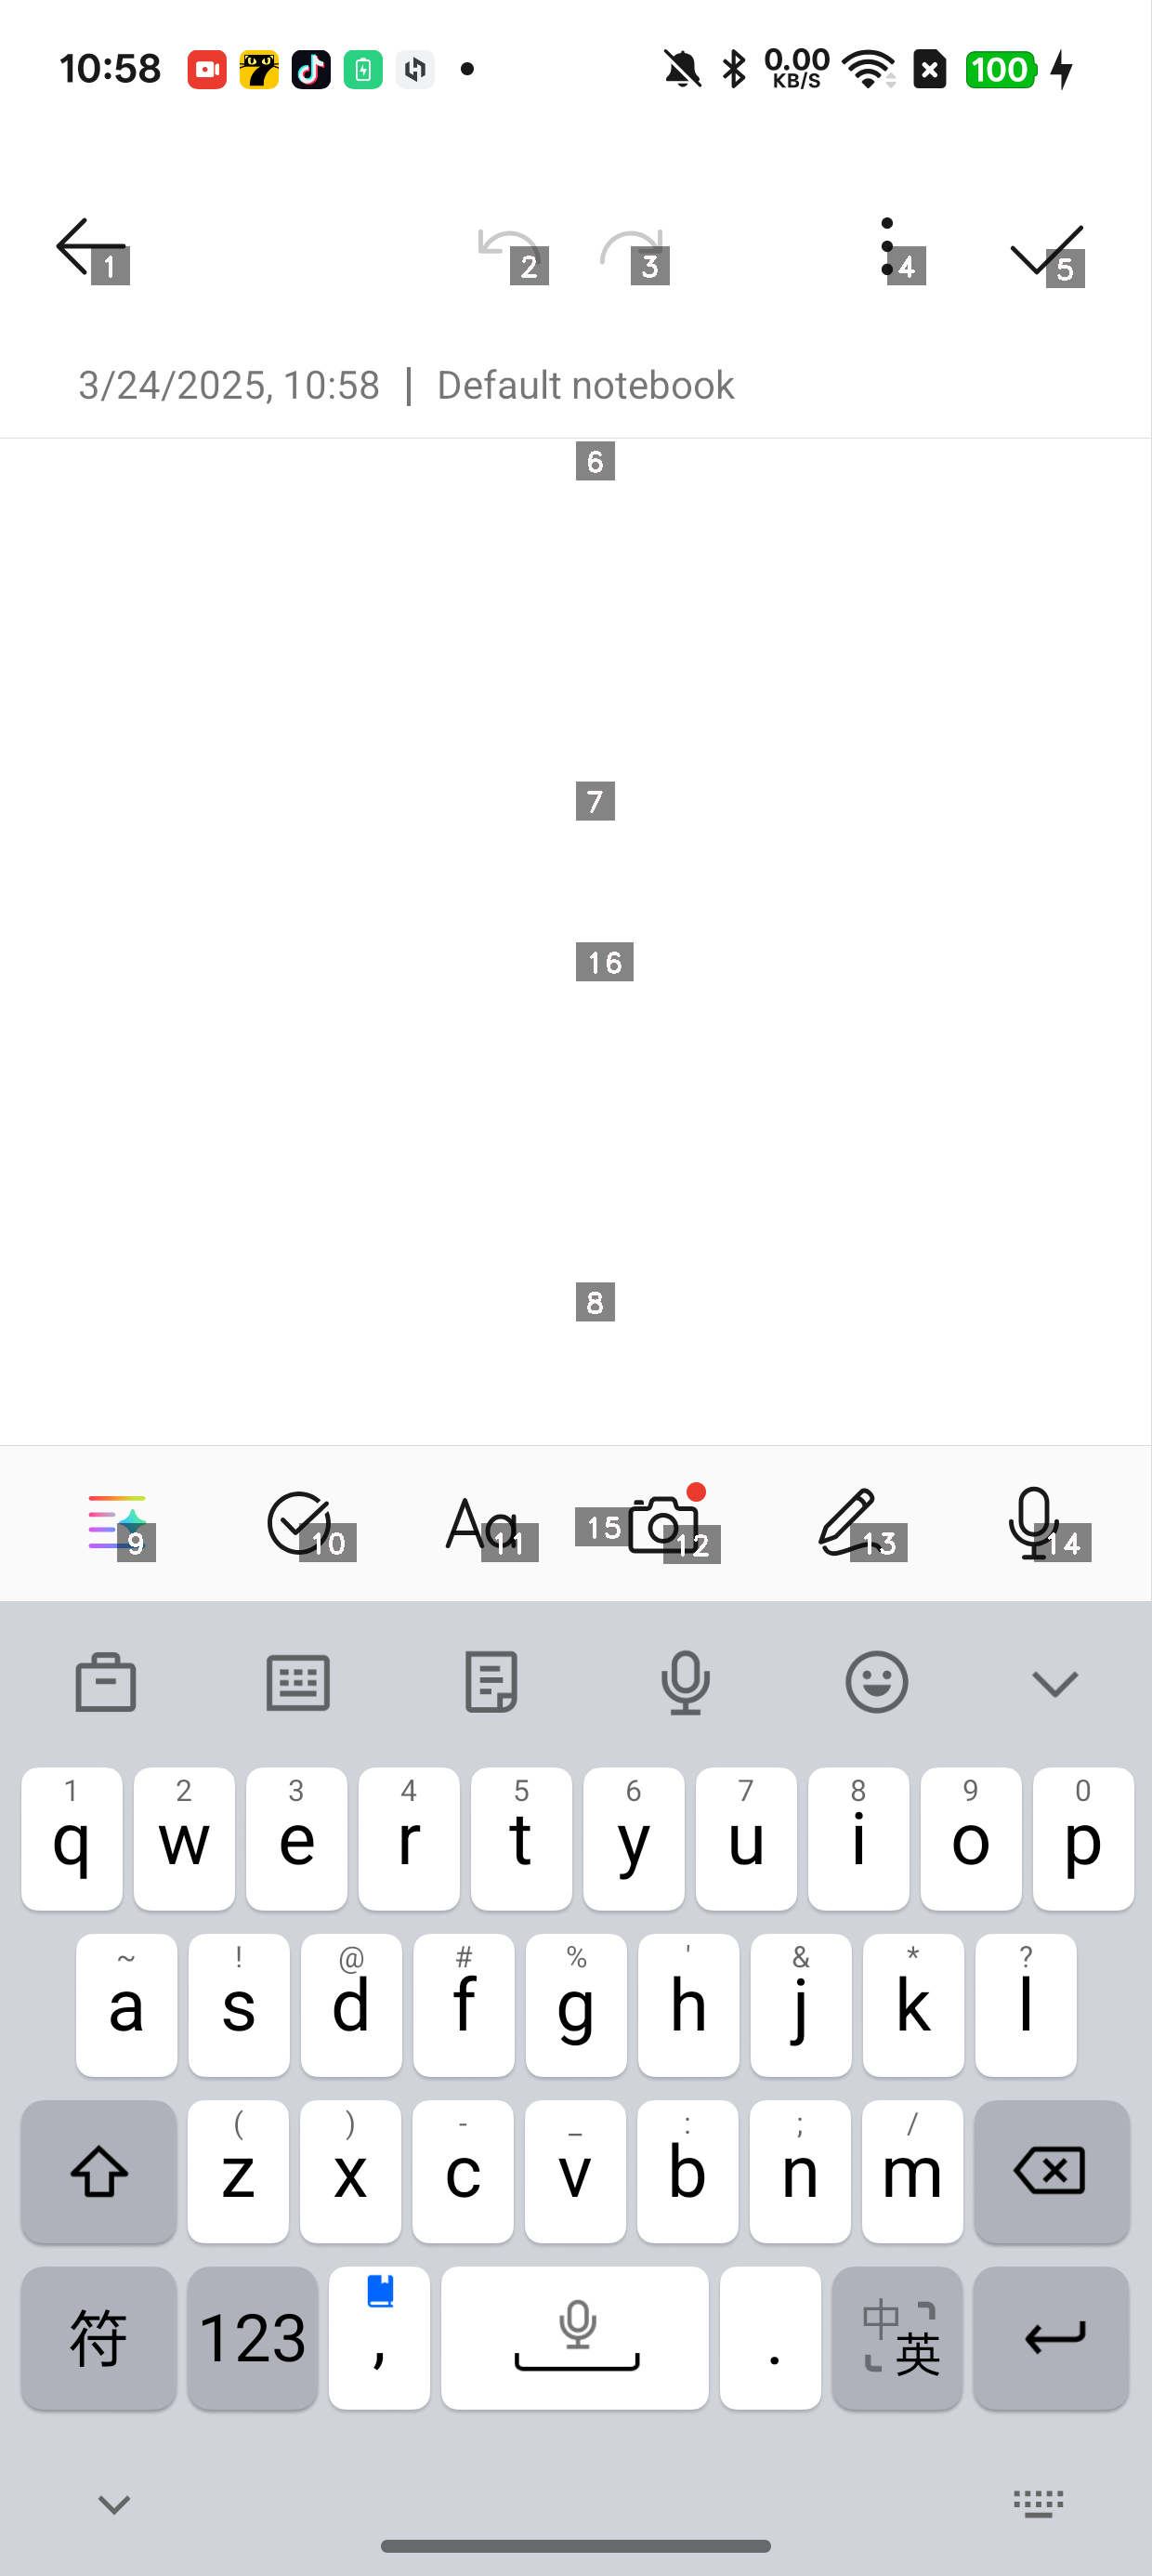 10:58
0.00
KB/S
100
1
2
3
4
5
3/24/2025, 10:58 | Default notebook
6
7
16
8
9
10
Aa
11
15
12
13
14
1 2 3 4 5 6 7 8 9 0
q w e r t y u i o p
~ ! @ # % ' & * ?
a s d f g h j k l
( ) - _ : ; /
z x c v b n m
符 123 , . 中 英